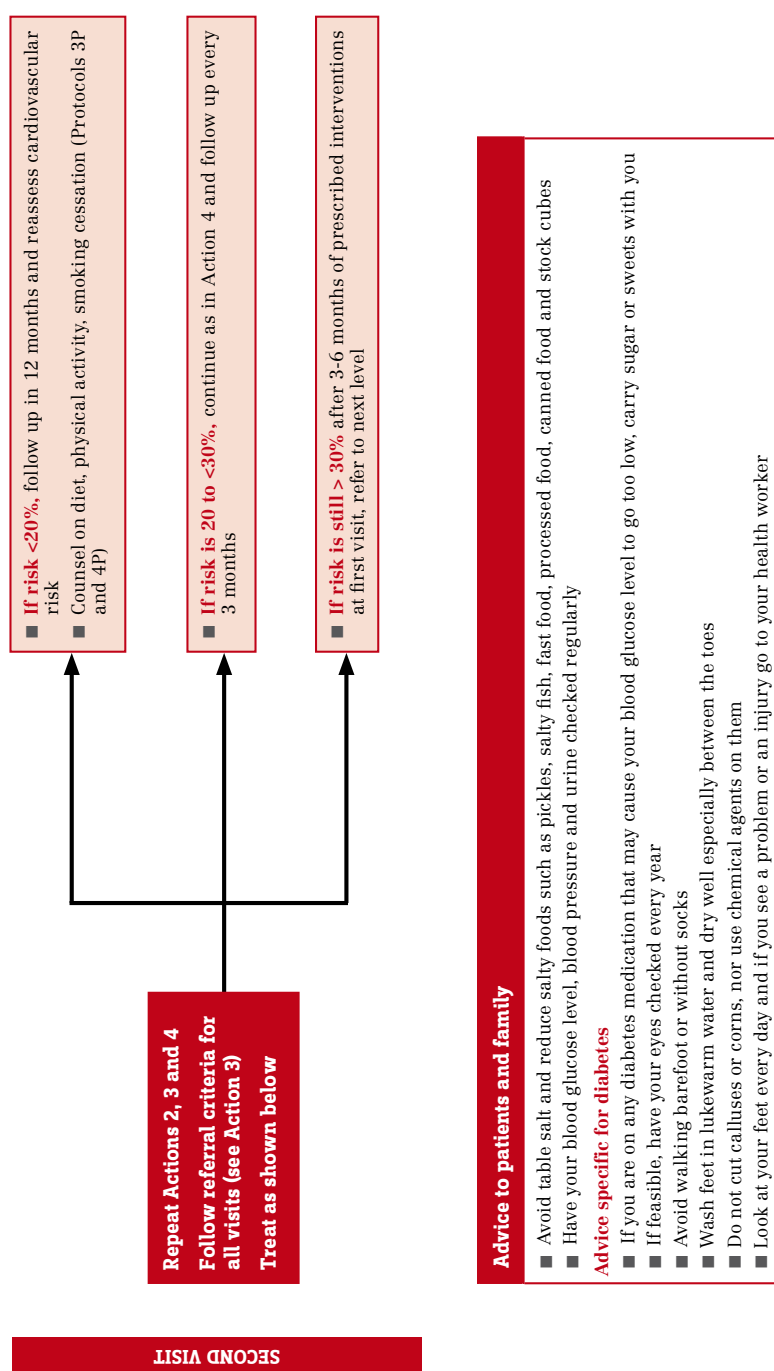 SECOND VISIT
Repeat Actions 2, 3 and 4
Follow referral criteria for
all visits (see Action 3)
Treat as shown below
■ If risk <20%, follow up in 12 months and reassess cardiovascular
risk
■ Counsel on diet, physical activity, smoking cessation (Protocols 3P
and 4P)
■ If risk is 20 to <30%, continue as in Action 4 and follow up every
3 months
■ If risk is still > 30% after 3-6 months of prescribed interventions
at first visit, refer to next level
Advice to patients and family
■ Avoid table salt and reduce salty foods such as pickles, salty fish, fast food, processed food, canned food and stock cubes
■ Have your blood glucose level, blood pressure and urine checked regularly
Advice specific for diabetes
■ If you are on any diabetes medication that may cause your blood glucose level to go too low, carry sugar or sweets with you
■ If feasible, have your eyes checked every year
■ Avoid walking barefoot or without socks
■ Wash feet in lukewarm water and dry well especially between the toes
■ Do not cut calluses or corns, nor use chemical agents on them
■ Look at your feet every day and if you see a problem or an injury go to your health worker